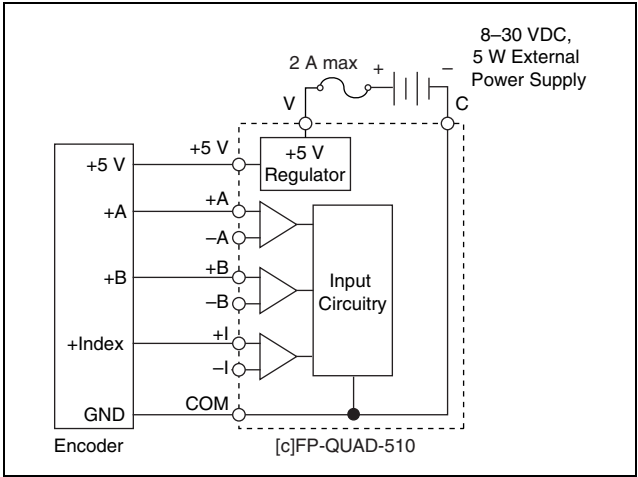 8–30 VDC,
5 W External
Power Supply
2 A max
+
–
V
C
+5 V
+5 V
+5 V
Regulator
+A
+A
–A
+B
+B
–B
Input
Circuitry
+Index
+I
–I
GND
COM
Encoder
[c]FP-QUAD-510